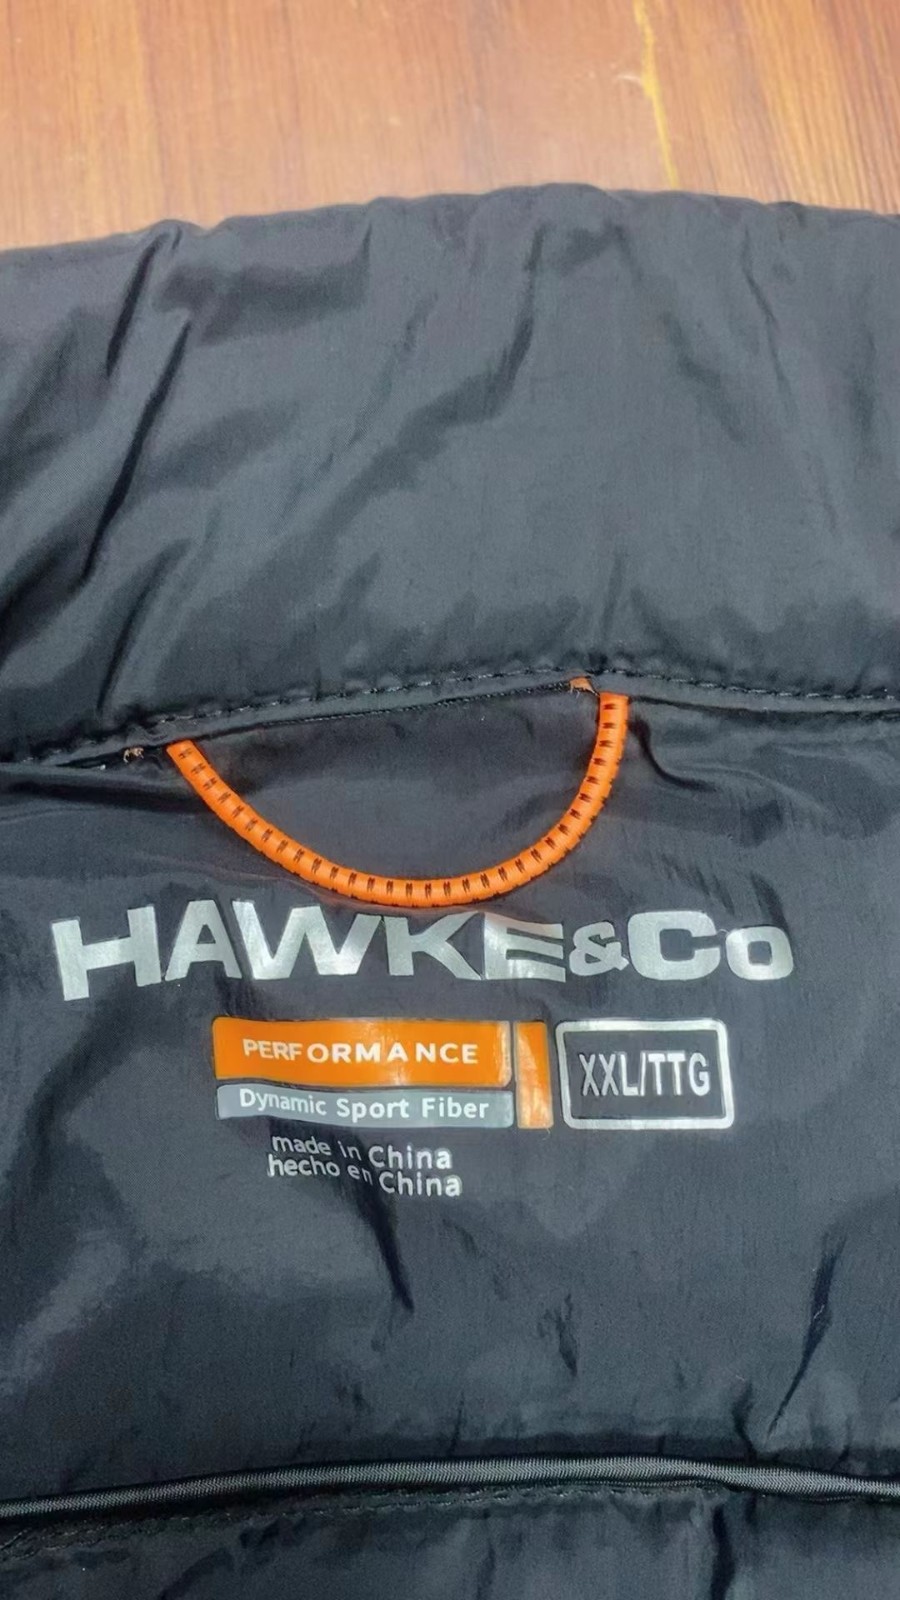 HAWKE&Co
PERFORMANCE
Dynamic Sport Fiber
XXL/TTG
made in China
hecho en China